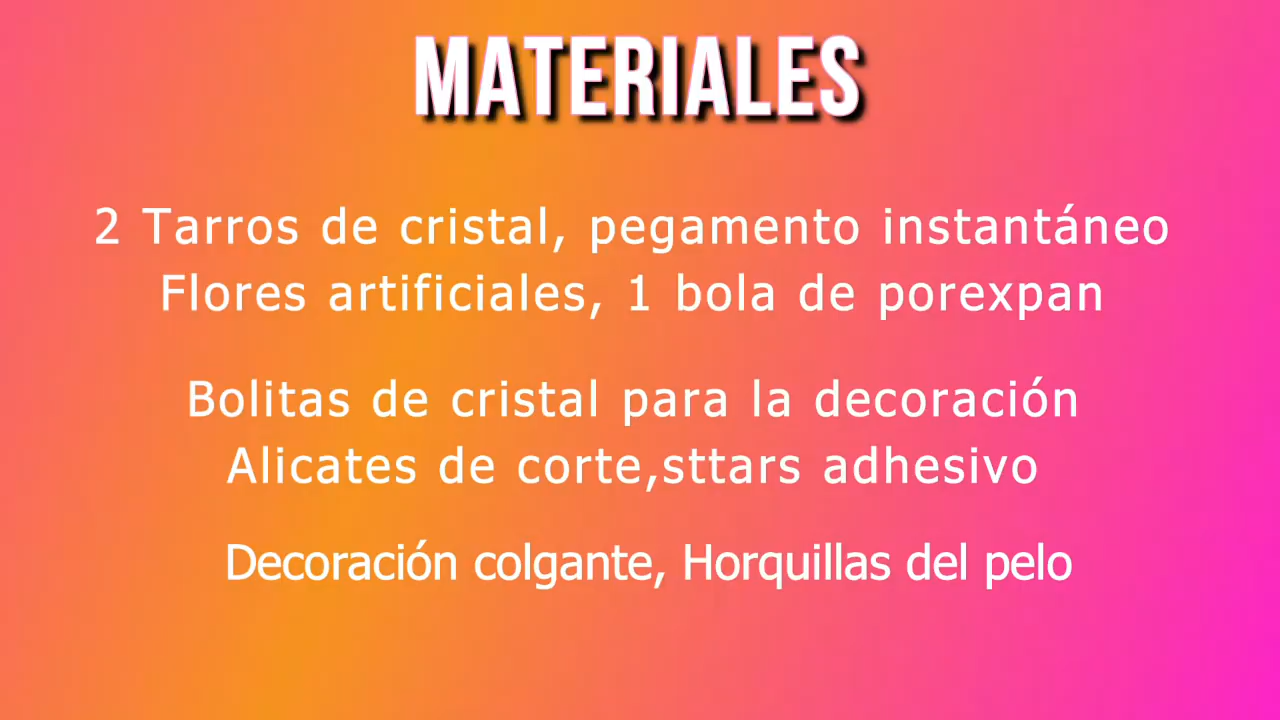 MATERIALES
2 Tarros de cristal, pegamento instantáneo
Flores artificiales, 1 bola de porexpan
Bolitas de cristal para la decoración
Alicates de corte,sttars adhesivo
Decoración colgante, Horquillas del pelo